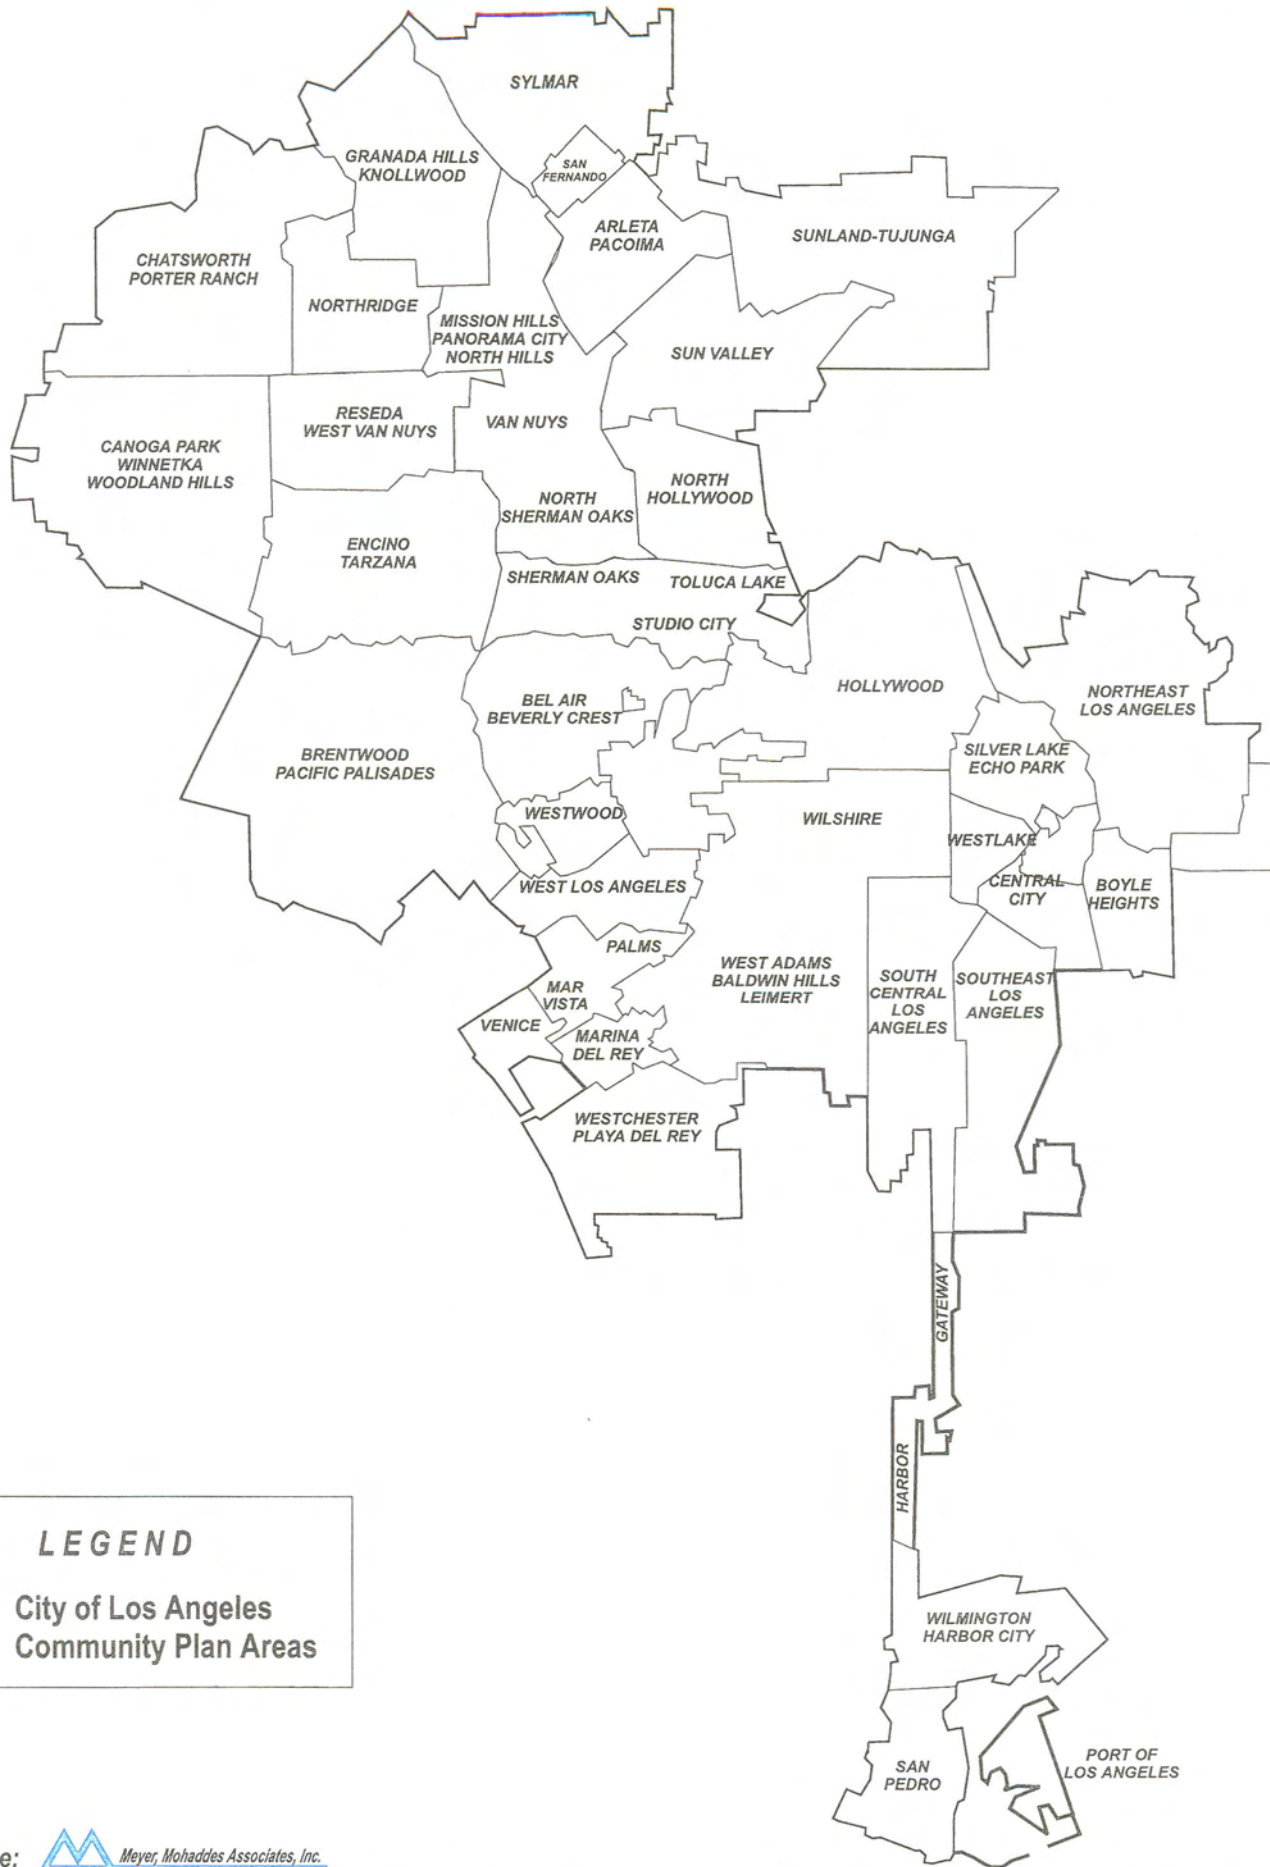 SYLMAR
GRANADA HILLS
KNOLLWOOD
SAN
FERNANDO
ARLETA
PACOIMA
SUNLAND-TUJUNGA
CHATSWORTH
PORTER RANCH
NORTHRIDGE
MISSION HILLS
PANORAMA CITY
NORTH HILLS
SUN VALLEY
RESEDA
WEST VAN NUYS
VAN NUYS
CANOGA PARK
WINNETKA
WOODLAND HILLS
NORTH
HOLLYWOOD
NORTH
SHERMAN OAKS
ENCINO
TARZANA
SHERMAN OAKS
TOLUCA LAKE
STUDIO CITY
HOLLYWOOD
NORTHEAST
LOS ANGELES
BEL AIR
BEVERLY CREST
BRENTWOOD
PACIFIC PALISADES
SILVER LAKE
ECHO PARK
WESTWOOD
WILSHIRE
WESTLAKE
WEST LOS ANGELES
CENTRAL
CITY
BOYLE
HEIGHTS
PALMS
WEST ADAMS
BALDWIN HILLS
LEIMERT
SOUTH
CENTRAL
LOS
ANGELES
SOUTHEAST
LOS
ANGELES
MAR
VISTA
VENICE
MARINA
DEL REY
WESTCHESTER
PLAYA DEL REY
GATEWAY
HARBOR
LEGEND
City of Los Angeles
Community Plan Areas
WILMINGTON
HARBOR CITY
SAN
PEDRO
PORT OF
LOS ANGELES
e:
Meyer, Mohaddes Associates, Inc.